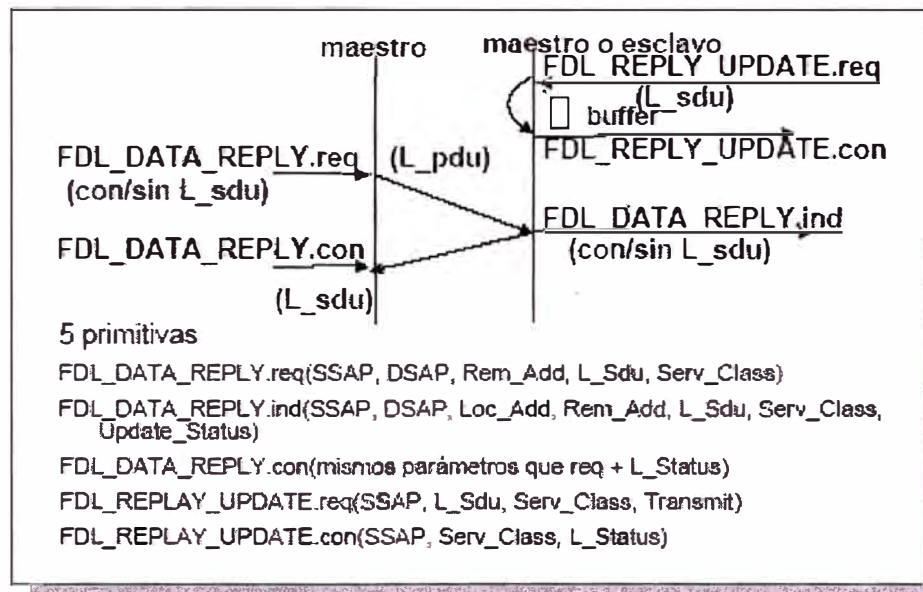 maestro
maestro o esclavo
FDL_REPLY_UPDATE.req
(L_sdu)
buffer
FDL_REPLY_UPDATE.con
FDL_DATA_REPLY.req
(L_pdu)
(con/sin L_sdu)
FDL_DATA_REPLY.ind
(con/sin L_sdu)
FDL_DATA_REPLY.con
(L_sdu)
5 primitivas
FDL_DATA_REPLY.req(SSAP, DSAP, Rem_Add, L_Sdu, Serv_Class)
FDL_DATA_REPLY.ind(SSAP, DSAP, Loc_Add, Rem_Add, L_Sdu, Serv_Class,
Update_Status)
FDL_DATA_REPLY.con(mismos parámetros que req + L_Status)
FDL_REPLAY_UPDATE.req(SSAP, L_Sdu, Serv_Class, Transmit)
FDL_REPLAY_UPDATE.con(SSAP, Serv_Class, L_Status)